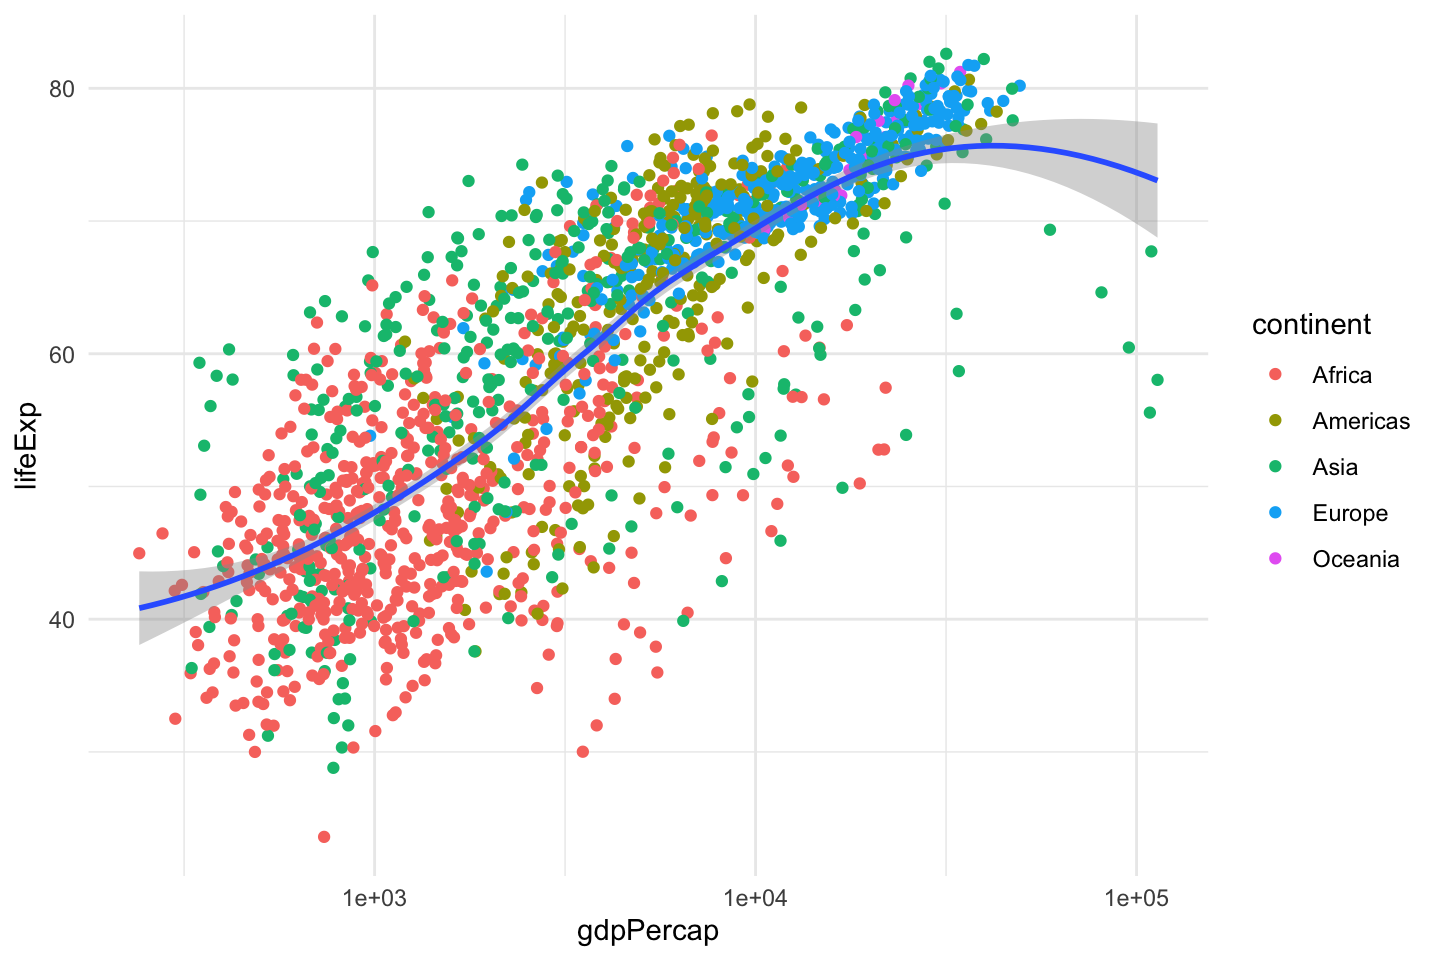 80
60
40
lifeExp
1e+03
1e+04
1e+05
gdpPercap
continent
Africa
Americas
Asia
Europe
Oceania